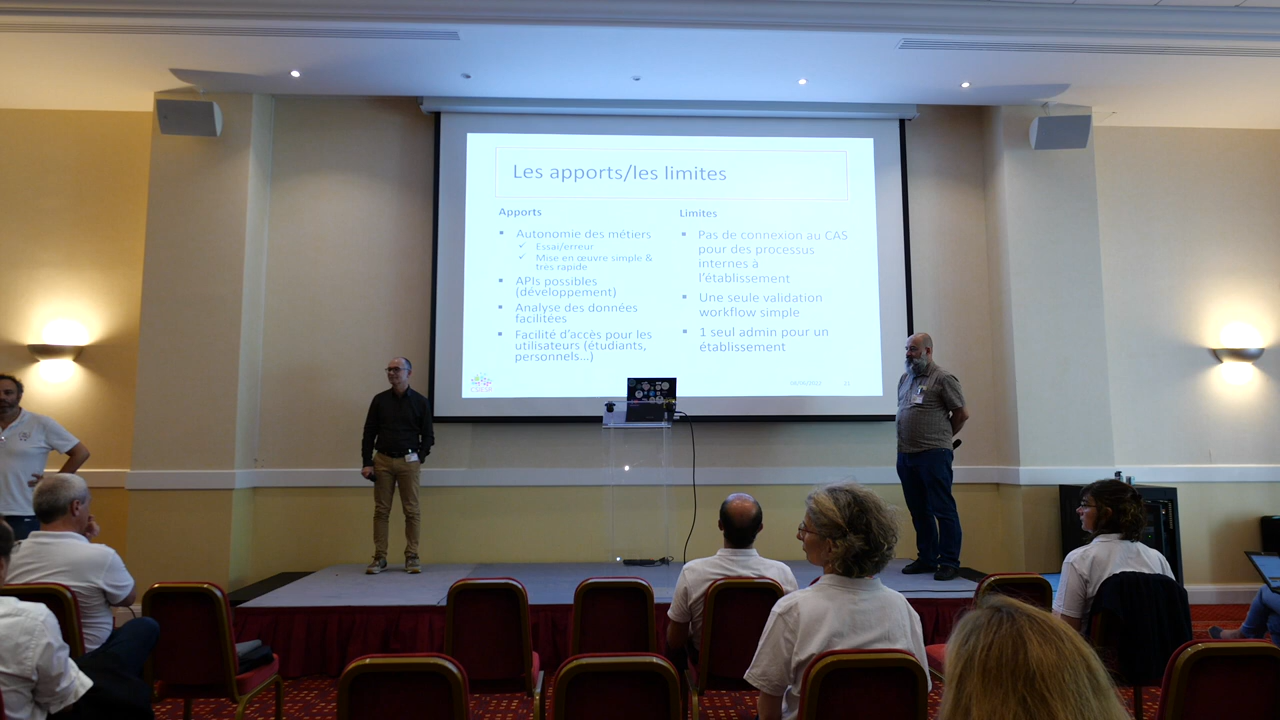 Les apports/les limites
Apports
Autonomie des métiers
Essai/erreur
Mise en œuvre simple &
très rapide
APIs possibles
(développement)
Analyse des données
facilitées
Facilité d'accès pour les
utilisateurs (étudiants,
personnels...)
Limites
Pas de connexion au CAS
pour des processus
internes à
l'établissement
Une seule validation
workflow simple
1 seul admin pour un
établissement
21